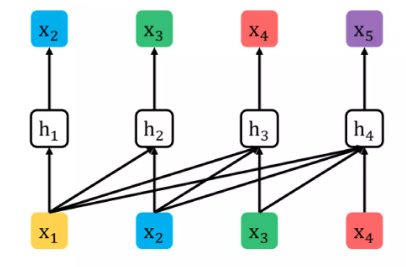 x₂ x₃ x₄ x₅
h₁ h₂ h₃ h₄
x₁ x₂ x₃ x₄